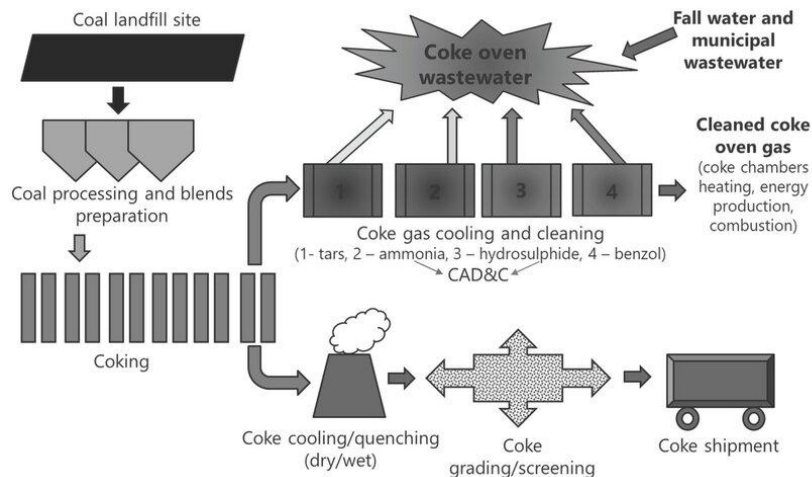 Coal landfill site
Coal processing and blends
preparation
Coking
Coke oven
wastewater
Fall water and
municipal
wastewater
1
2
3
4
Cleaned coke
oven gas
(coke chambers
heating, energy
production,
combustion)
Coke gas cooling and cleaning
(1- tars, 2 – ammonia, 3 – hydrosulphide, 4 – benzol)
CAD&C
Coke cooling/quenching
(dry/wet)
Coke
grading/screening
Coke shipment